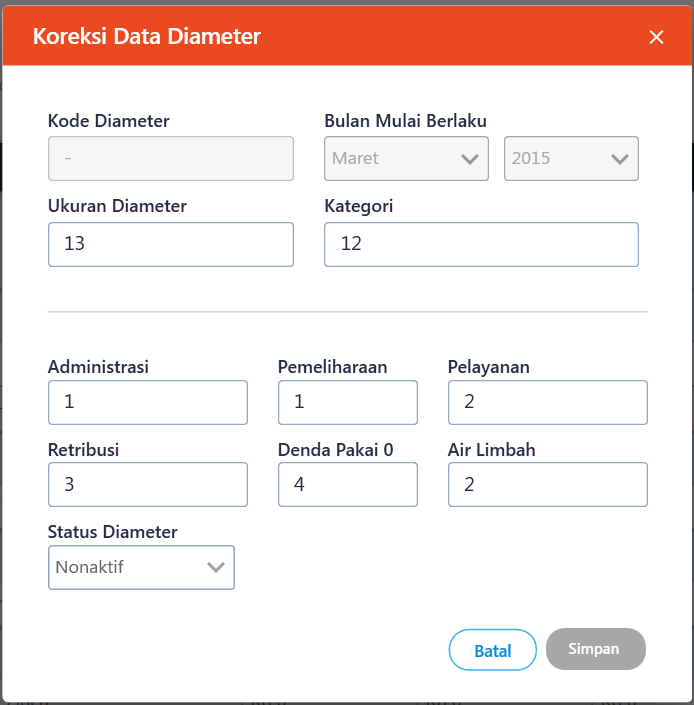 Koreksi Data Diameter
Kode Diameter
Bulan Mulai Berlaku
-
Maret
2015
Ukuran Diameter
Kategori
13
12
Administrasi
Pemeliharaan
Pelayanan
1
1
2
Retribusi
Denda Pakai 0
Air Limbah
3
4
2
Status Diameter
Nonaktif
Batal
Simpan